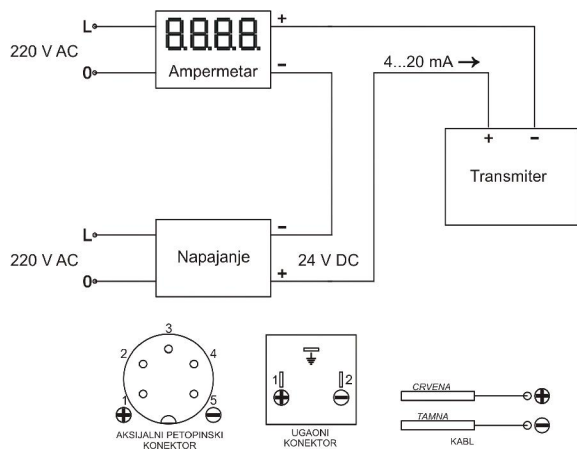 L
220 V AC
0
8.8.8.8.
Ampermetar
+
-
4...20 mA
+ -
Transmiter
L
220 V AC
0
Napajanje
-
+
24 V DC
1
2
3
4
5
+
-
AKSIJALNI PETOPINSKI
KONEKTOR
1
2
+
-
UGAONI
KONEKTOR
CRVENA
+
TAMNA
-
KABL